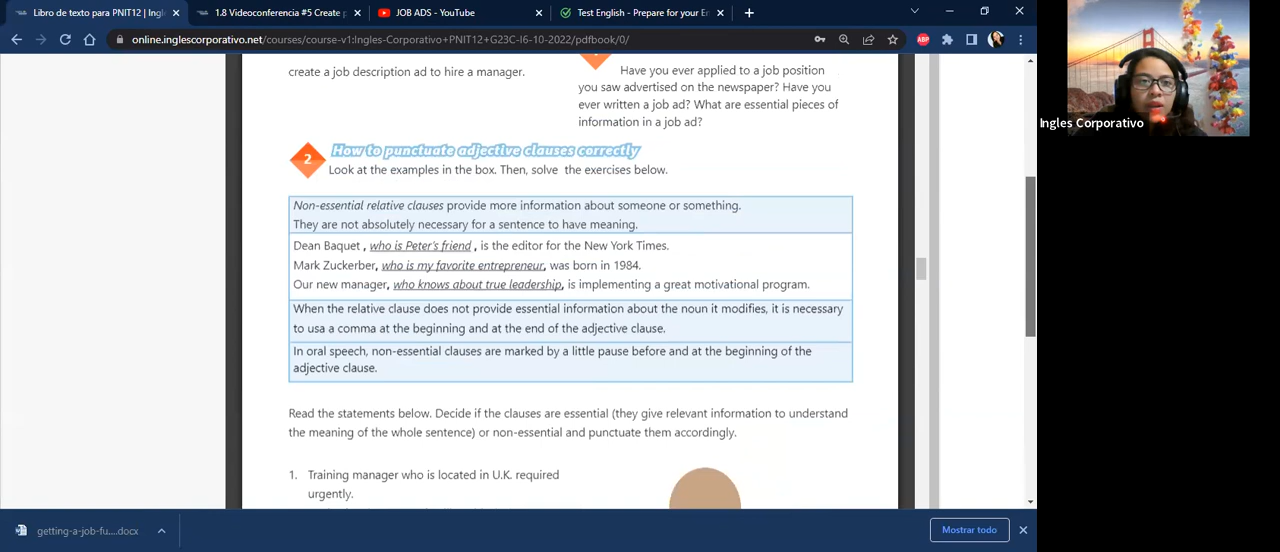 Libro de texto para PNIT12 | Ingl
1.8 Videoconferencia #5 Create p
JOB ADS - YouTube
Test English - Prepare for your En
online.inglescorporativo.net/courses/course-v1:Ingles-Corporativo+PNIT12+G23C-I6-10-2022/pdfbook/0/
ABP
Ingles Corporativo
create a job description ad to hire a manager.
Have you ever applied to a job position
you saw advertised on the newspaper? Have you
ever written a job ad? What are essential pieces of
information in a job ad?
2
How to punctuate adjective clauses correctly
Look at the examples in the box. Then, solve the exercises below.
Non-essential relative clauses provide more information about someone or something.
They are not absolutely necessary for a sentence to have meaning.
Dean Baquet , who is Peter's friend , is the editor for the New York Times.
Mark Zuckerber, who is my favorite entrepreneur, was born in 1984.
Our new manager, who knows about true leadership, is implementing a great motivational program.
When the relative clause does not provide essential information about the noun it modifies, it is necessary
to usa a comma at the beginning and at the end of the adjective clause.
In oral speech, non-essential clauses are marked by a little pause before and at the beginning of the
adjective clause.
Read the statements below. Decide if the clauses are essential (they give relevant information to understand
the meaning of the whole sentence) or non-essential and punctuate them accordingly.
1. Training manager who is located in U.K. required
urgently.
getting-a-job-fu....docx
Mostrar todo